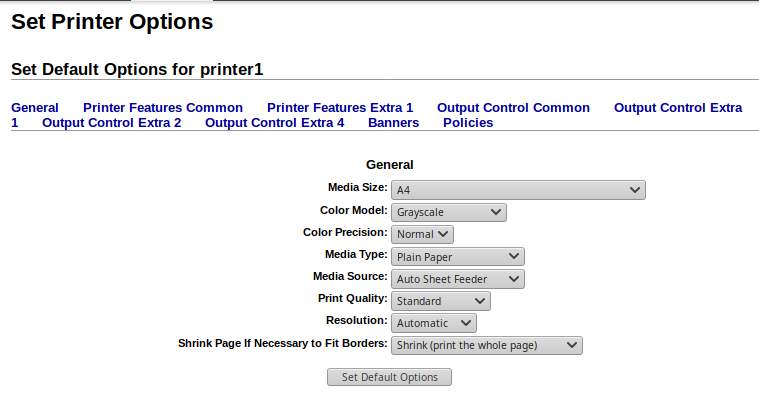 Set Printer Options
Set Default Options for printer1
General Printer Features Common Printer Features Extra 1 Output Control Common Output Control Extra
1 Output Control Extra 2 Output Control Extra 4 Banners Policies
General
Media Size: A4
Color Model: Grayscale
Color Precision: Normal
Media Type: Plain Paper
Media Source: Auto Sheet Feeder
Print Quality: Standard
Resolution: Automatic
Shrink Page If Necessary to Fit Borders: Shrink (print the whole page)
Set Default Options